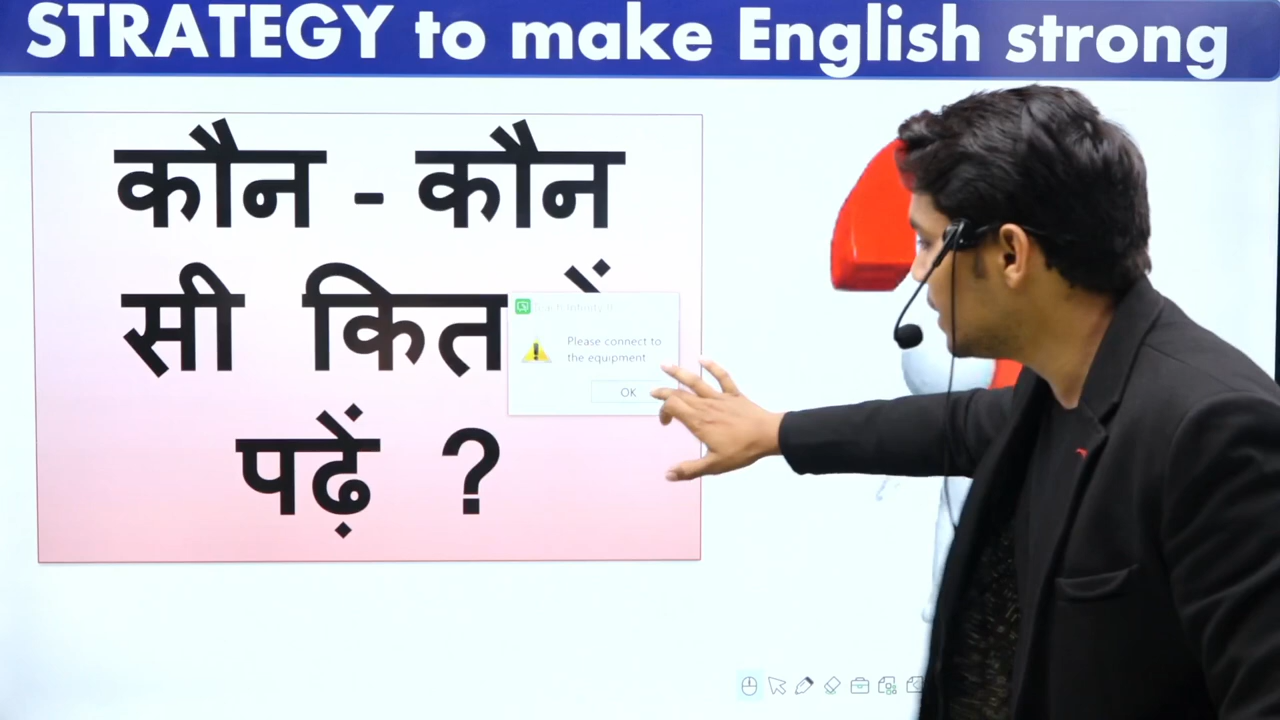 STRATEGY to make English strong
कौन - कौन
सी कित ें
पढ़ें ?
Please connect to
the equipment
OK